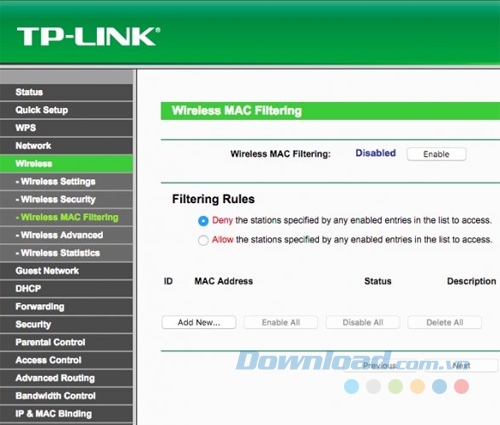 TP-LINK®
Status
Quick Setup
WPS
Network
Wireless
- Wireless Settings
- Wireless Security
- Wireless MAC Filtering
- Wireless Advanced
- Wireless Statistics
Guest Network
DHCP
Forwarding
Security
Parental Control
Access Control
Advanced Routing
Bandwidth Control
IP & MAC Binding
Wireless MAC Filtering
Wireless MAC Filtering: Disabled Enable
Filtering Rules
Deny the stations specified by any enabled entries in the list to access.
Allow the stations specified by any enabled entries in the list to access.
ID MAC Address Status Description
Add New... Enable All Disable All Delete All
Previous Next
Download.com.vn